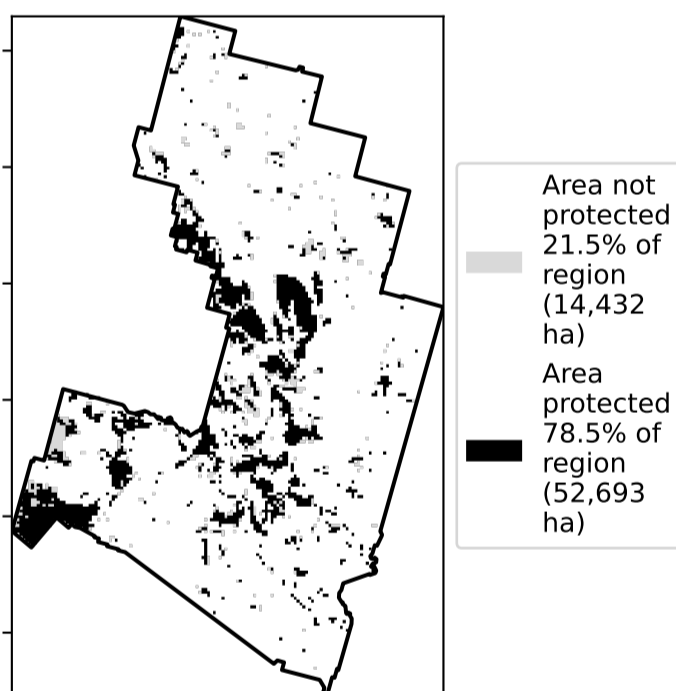 Area not
protected
21.5% of
region
(14,432
ha)
Area
protected
78.5% of
region
(52,693
ha)